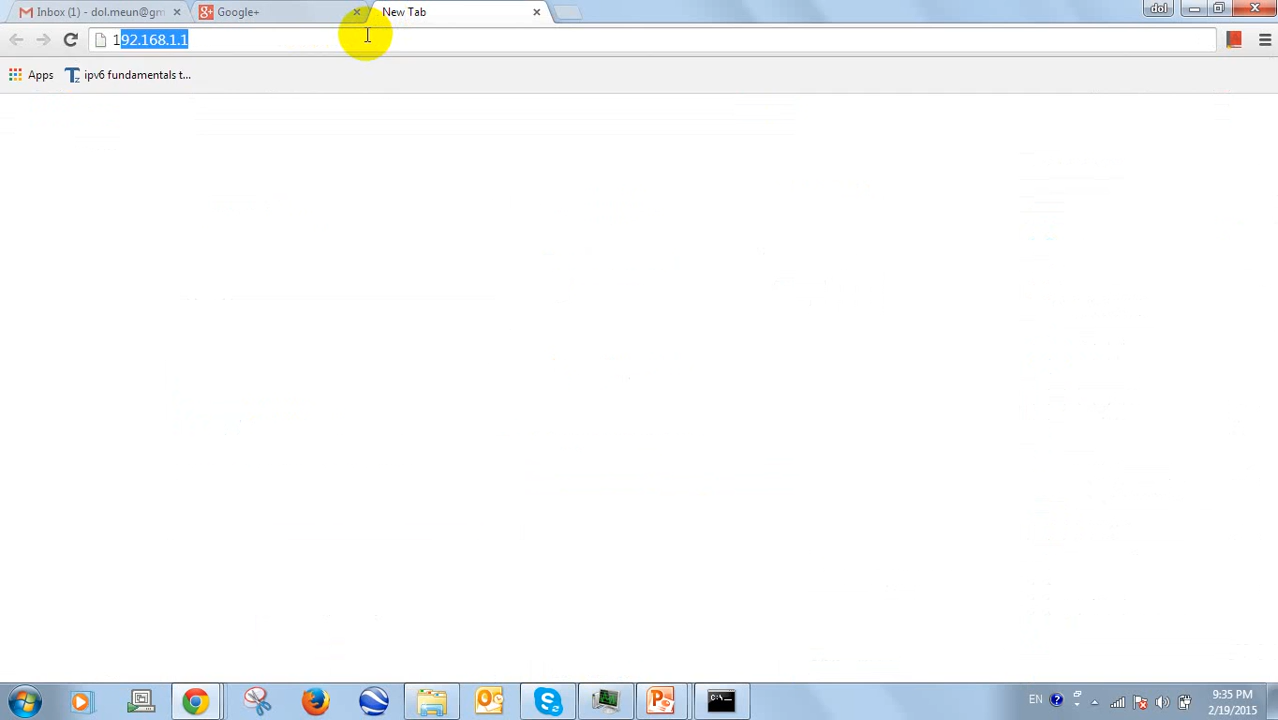 Inbox (1) - dol.meun@gm
Google+
New Tab
dol
192.168.1.1
Apps
ipv6 fundamentals t...
EN
9:35 PM
2/19/2015